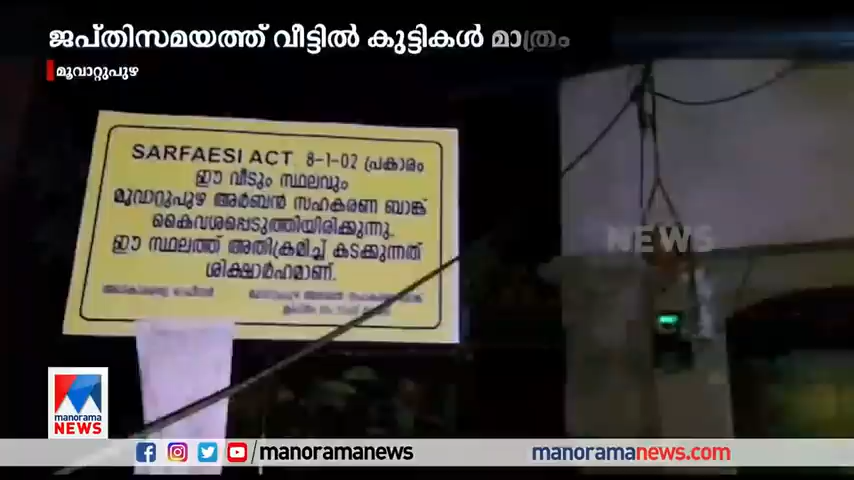 ജപ്തിസമയത്ത് വീട്ടിൽ കുട്ടികൾ മാത്രം
മൂവാറ്റുപുഴ
SARFAESI ACT 8-1-02 പ്രകാരം
ഈ വീടും സ്ഥലവും
മൂവാറ്റുപുഴ അർബൻ സഹകരണ ബാങ്ക്
കൈവശപ്പെടുത്തിയിരിക്കുന്നു.
ഈ സ്ഥലത്ത് അതിക്രമിച്ച് കടക്കുന്നത്
ശിക്ഷാർഹമാണ്.
NEWS
manorama
NEWS
/manoramanews
manoramanews.com